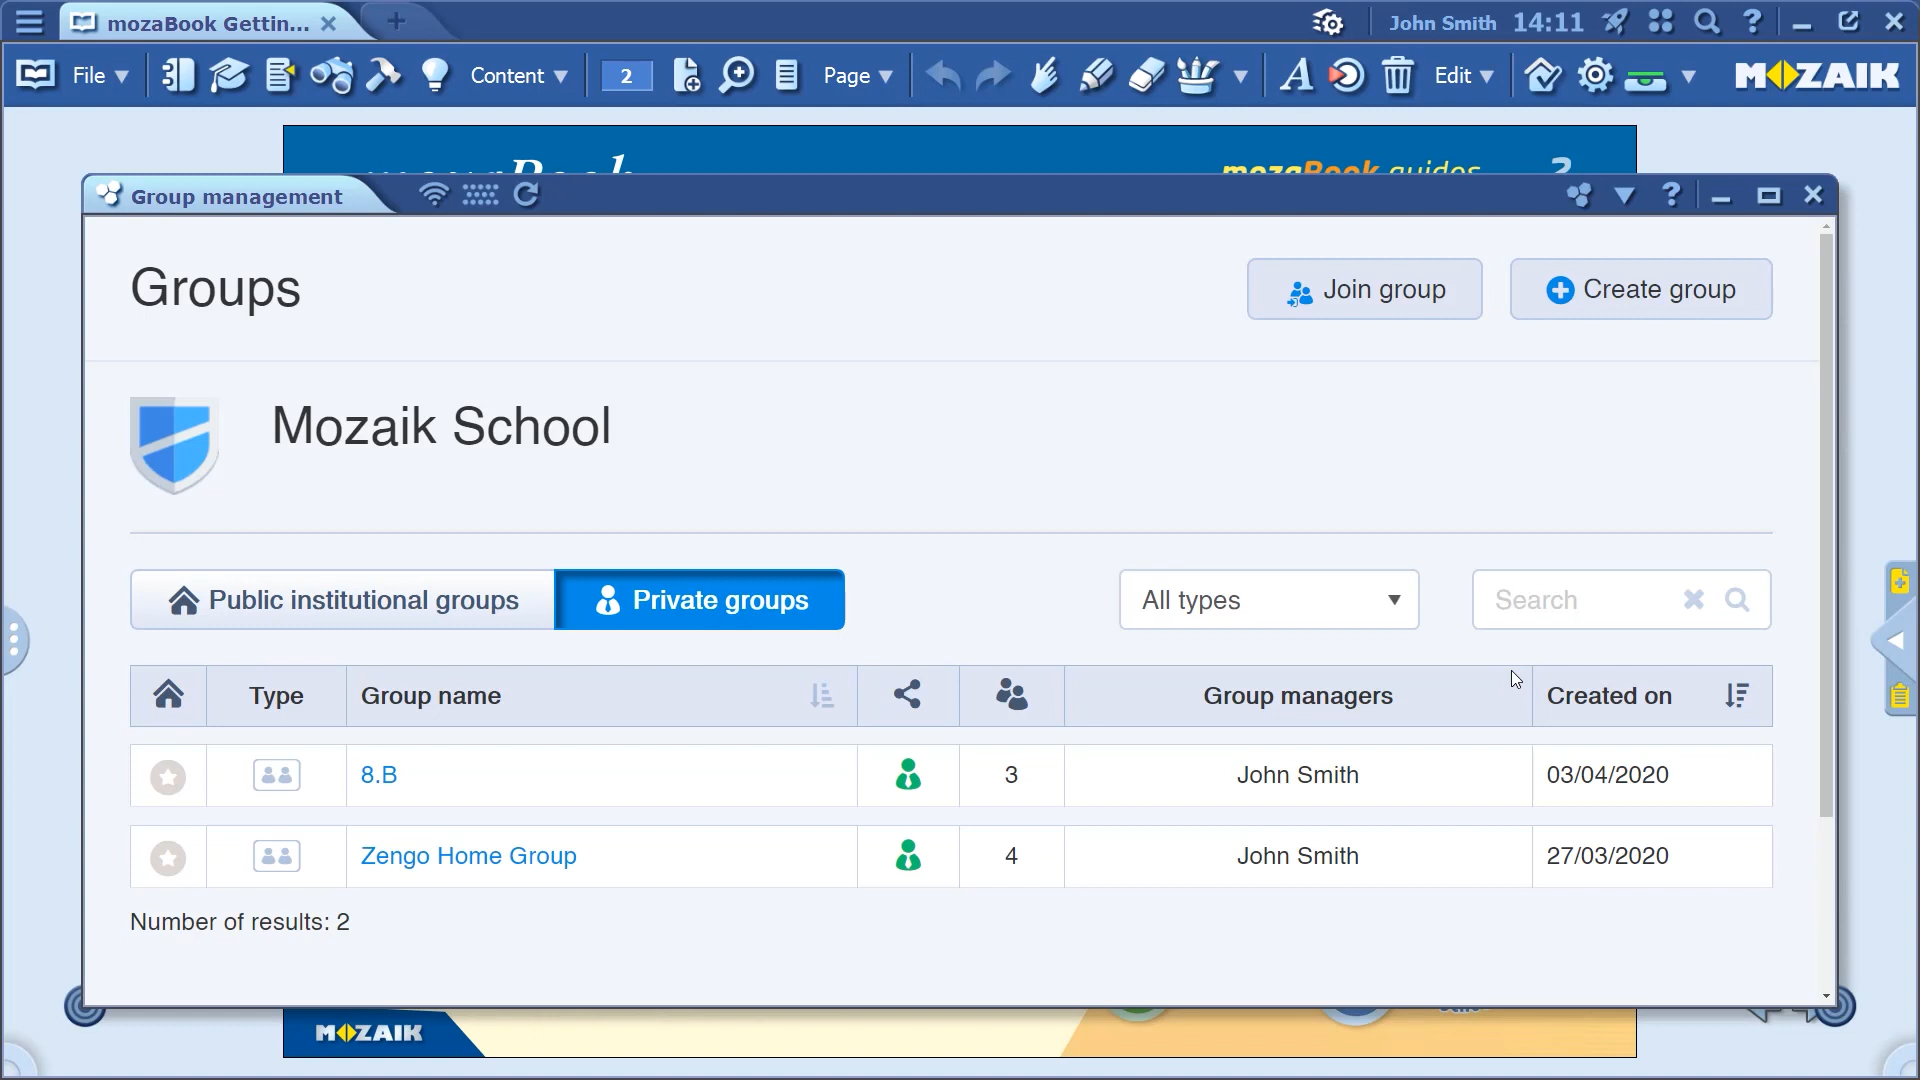 mozaBook Gettin...
John Smith 14:11
File
Content
2
Page
Edit
MOZAIK
mozaBook guides
Group management
Groups
Join group
Create group
Mozaik School
Public institutional groups
Private groups
All types
Search
Type Group name Group managers Created on
8.B 3 John Smith 03/04/2020
Zengo Home Group 4 John Smith 27/03/2020
Number of results: 2
MOZAIK